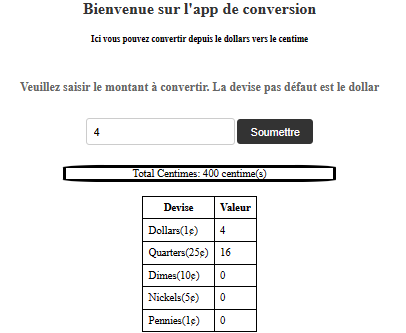 Bienvenue sur l'app de conversion
Ici vous pouvez convertir depuis le dollars vers le centime
Veuillez saisir le montant à convertir. La devise pas défaut est le dollar
4 Soumettre
Total Centimes: 400 centime(s)
Devise Valeur
Dollars(1¢) 4
Quarters(25¢) 16
Dimes(10¢) 0
Nickels(5¢) 0
Pennies(1¢) 0